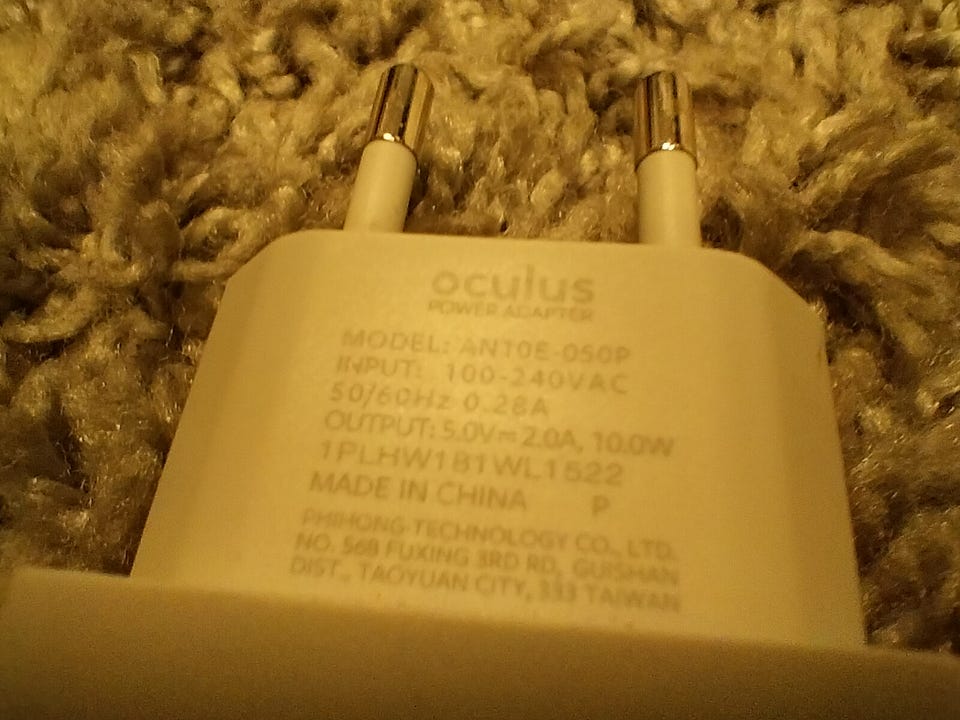 oculus
POWER ADAPTER
MODEL: AN10E-050P
INPUT: 100-240VAC
50/60Hz 0.28A
OUTPUT: 5.0V⎓2.0A, 10.0W
1PLHW181WL1522
MADE IN CHINA P
PHIHONG TECHNOLOGY CO., LTD.
NO. 568 FUXING 3RD RD., GUISHAN
DIST., TAOYUAN CITY, 333 TAIWAN